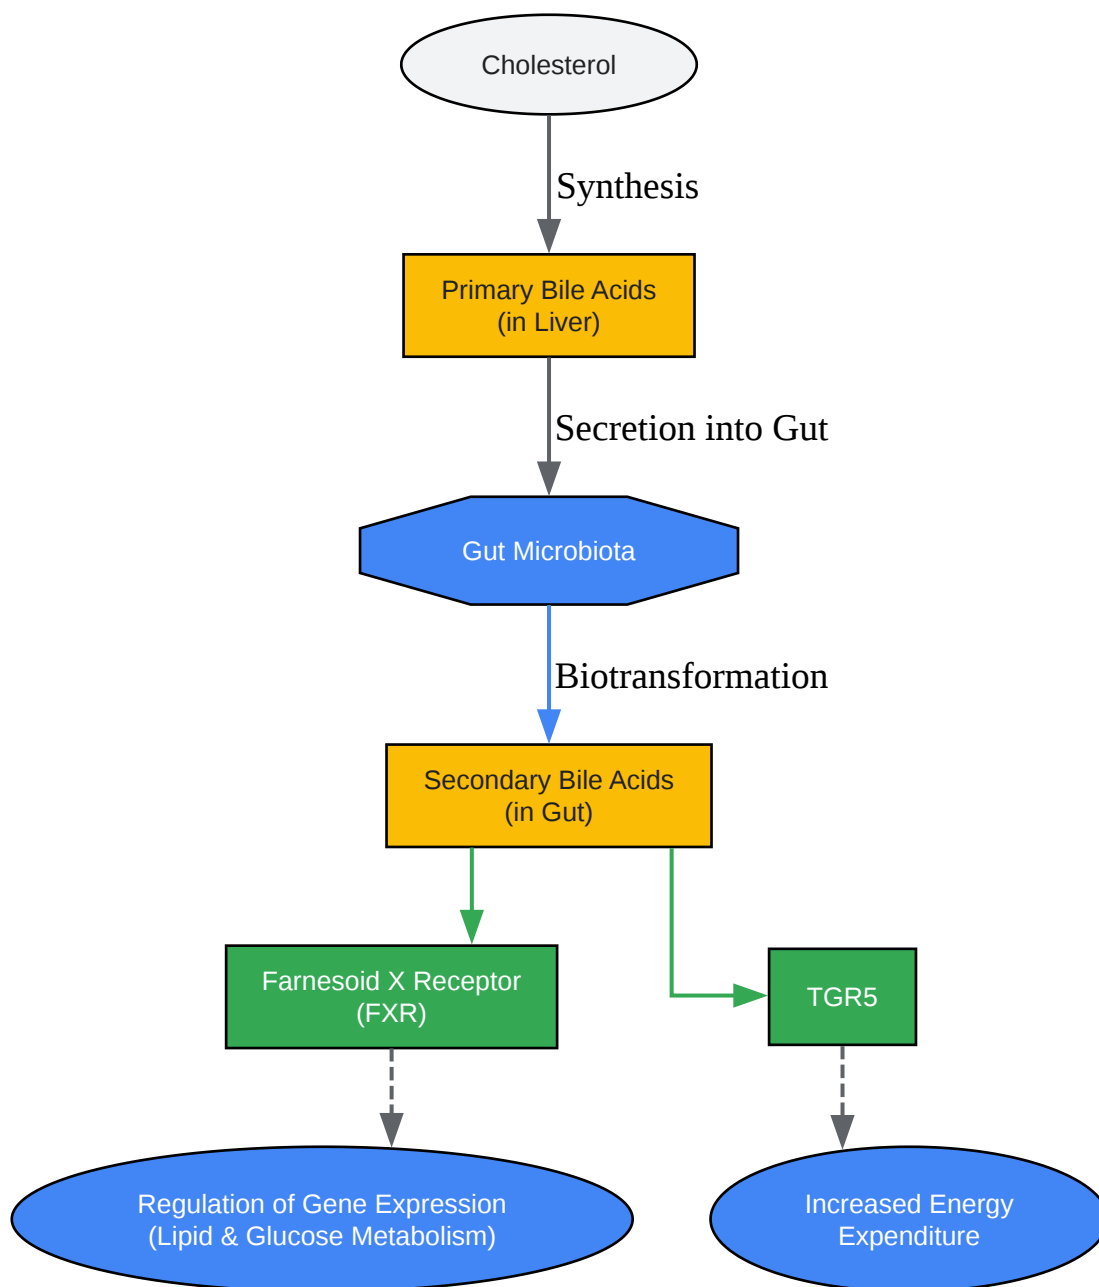 Cholesterol
Synthesis
Primary Bile Acids
(in Liver)
Secretion into Gut
Gut Microbiota
Biotransformation
Secondary Bile Acids
(in Gut)
Farnesoid X Receptor
(FXR)
TGR5
Regulation of Gene Expression
(Lipid & Glucose Metabolism)
Increased Energy
Expenditure